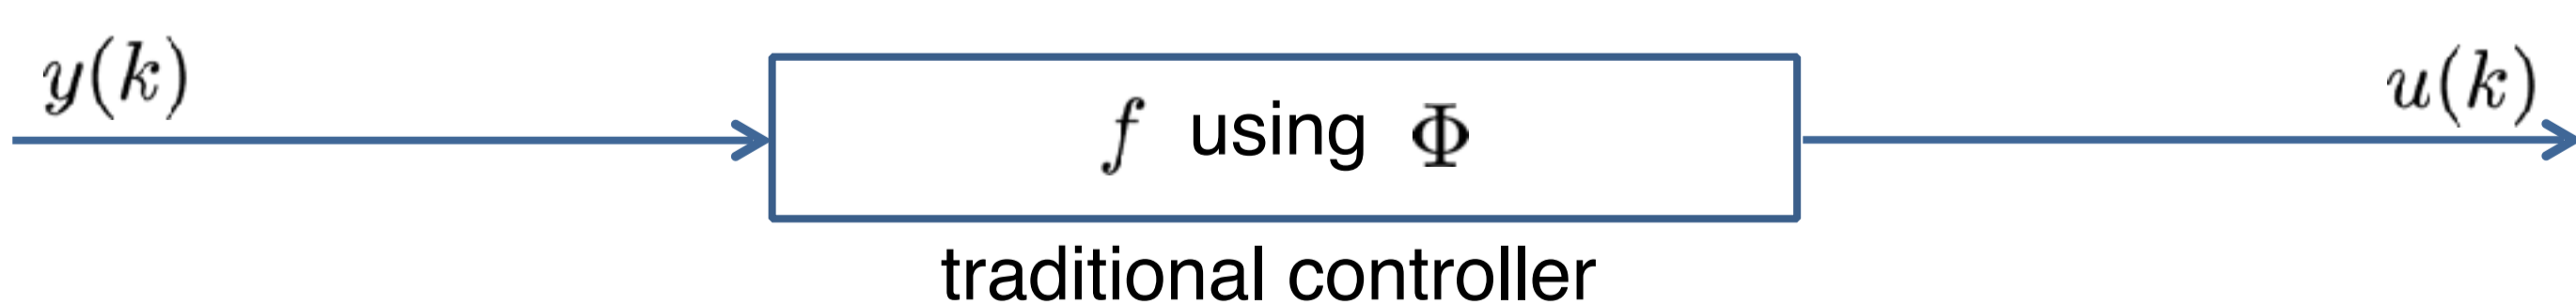 y(k)
u(k)
f using Φ
traditional controller